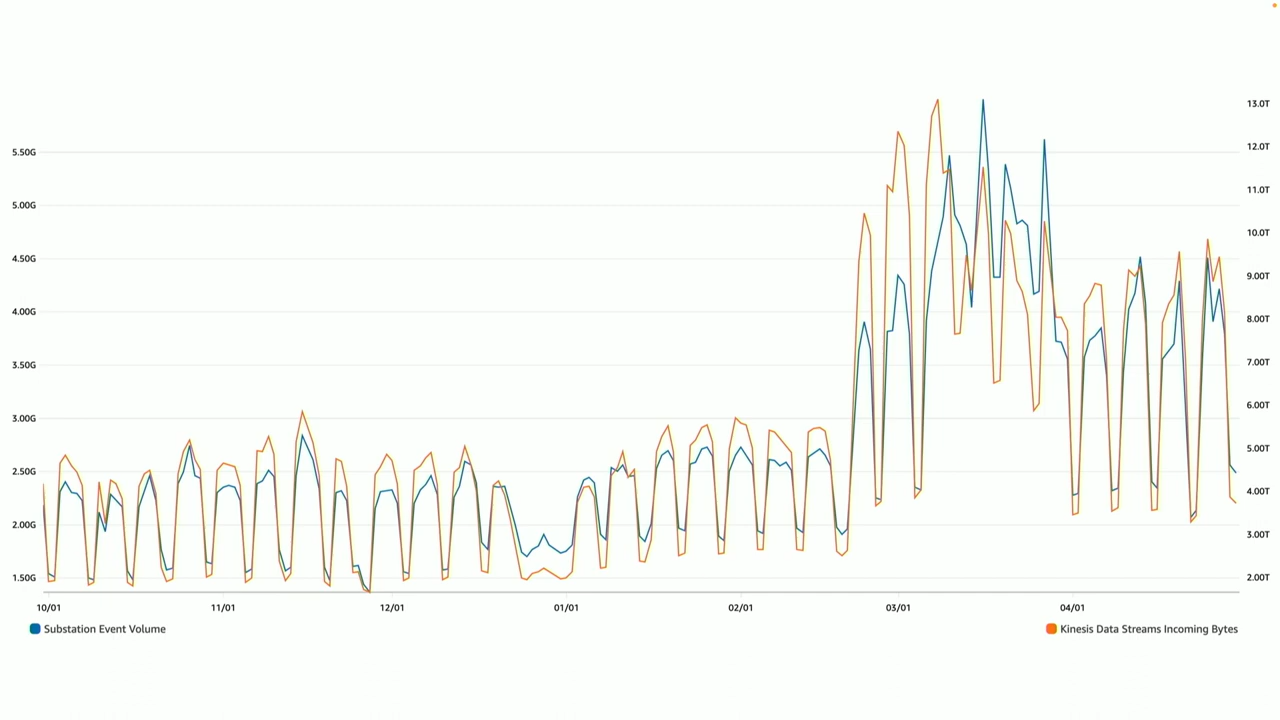 13.0T
5.50G
12.0T
5.00G
11.0T
10.0T
4.50G
9.00T
4.00G
8.00T
3.50G
7.00T
3.00G
6.00T
2.50G
5.00T
4.00T
2.00G
3.00T
1.50G
2.00T
10/01 11/01 12/01 01/01 02/01 03/01 04/01
Substation Event Volume
Kinesis Data Streams Incoming Bytes